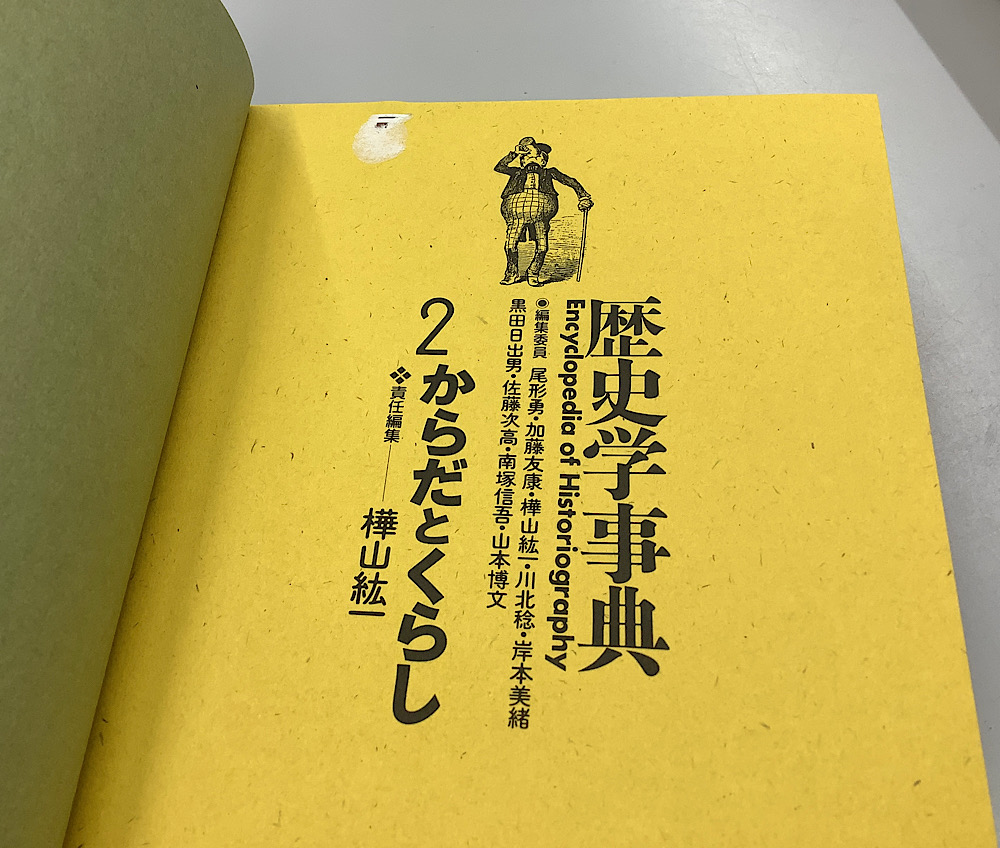 歴史学事典
Encyclopedia of Historiography
◉編集委員 尾形勇・加藤友康・樺山紘一・川北稔・岸本美緒
黒田日出男・佐藤次高・南塚信吾・山本博文
2からだとくらし
❖責任編集──樺山紘一